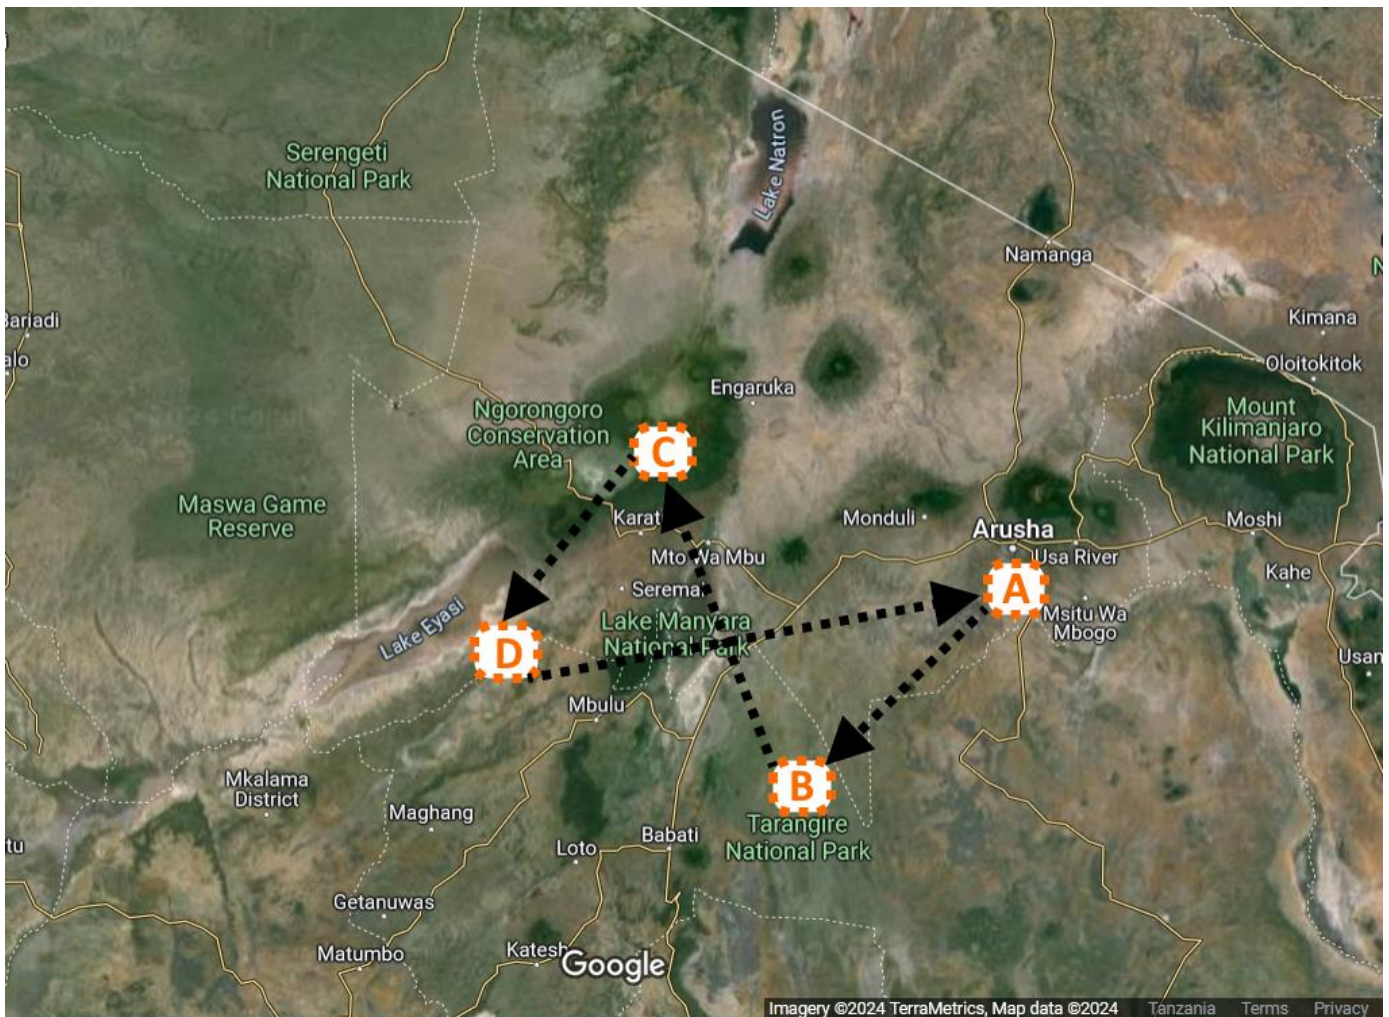 Serengeti
National Park
Lake Natron
Namanga
Bariadi
Kimana
Oloitokitok
Engaruka
Ngorongoro
Conservation
Area
Mount
Kilimanjaro
National Park
C
Maswa Game
Reserve
Karat
Monduli
Arusha
Moshi
Mto Wa Mbu
Usa River
Kahe
Seremai
A
Msitu Wa
Mbogo
Lake Eyasi
Lake Manyara
National Park
D
Usan
Mbulu
Mkalama
District
B
Maghang
Tarangire
National Park
Babati
Loto
tu
Getanuwas
Matumbo
Katesh
Google
Imagery ©2024 TerraMetrics, Map data ©2024 Tanzania Terms Privacy